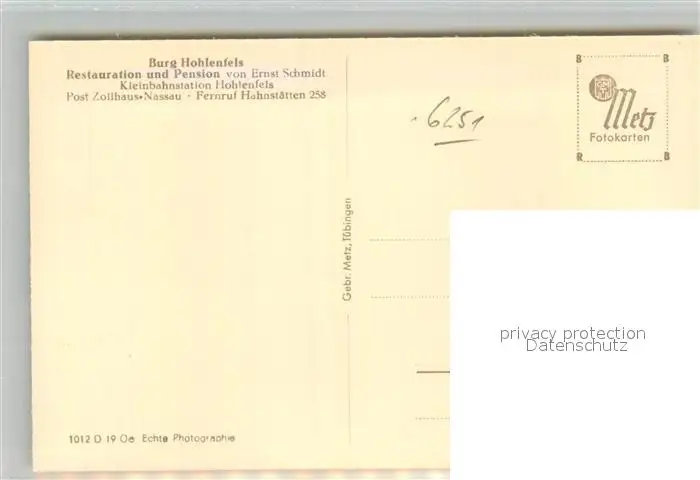 Burg Hohlenfels
Restauration und Pension von Ernst Schmidt
Kleinbahnstation Hohlenfels
Post Zollhaus-Nassau - Fernruf Hahnstätten 258
6251
B B
Metz
Fotokarten
R B
Gebr. Metz, Tübingen
privacy protection
Datenschutz
1012 D 19 Oe Echte Photographie